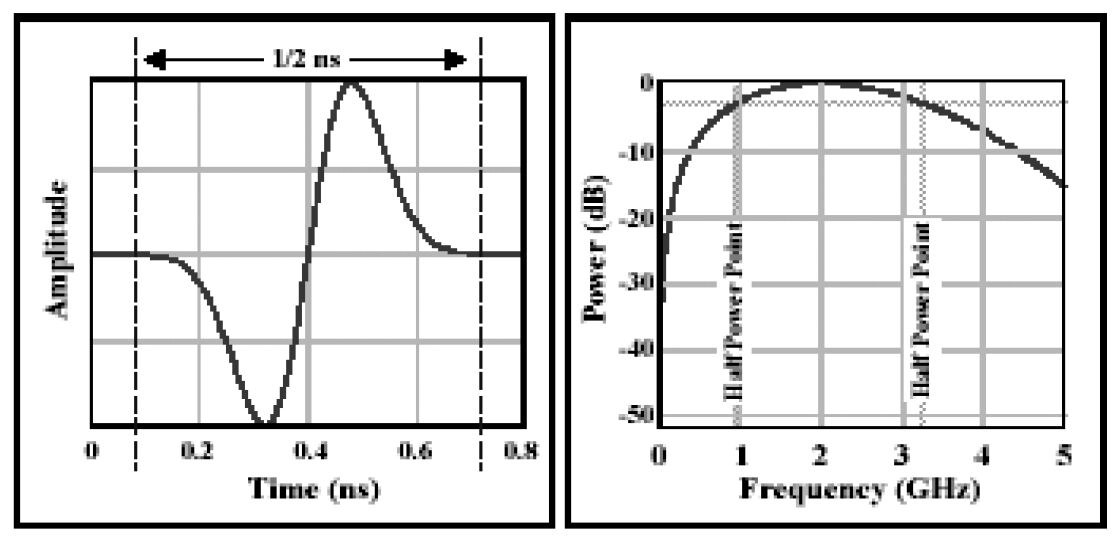 1/2 ns
Amplitude
0 0.2 0.4 0.6 0.8
Time (ns)
0
-10
-20
-30
-40
-50
Power (dB)
Half Power Point
Half Power Point
0 1 2 3 4 5
Frequency (GHz)